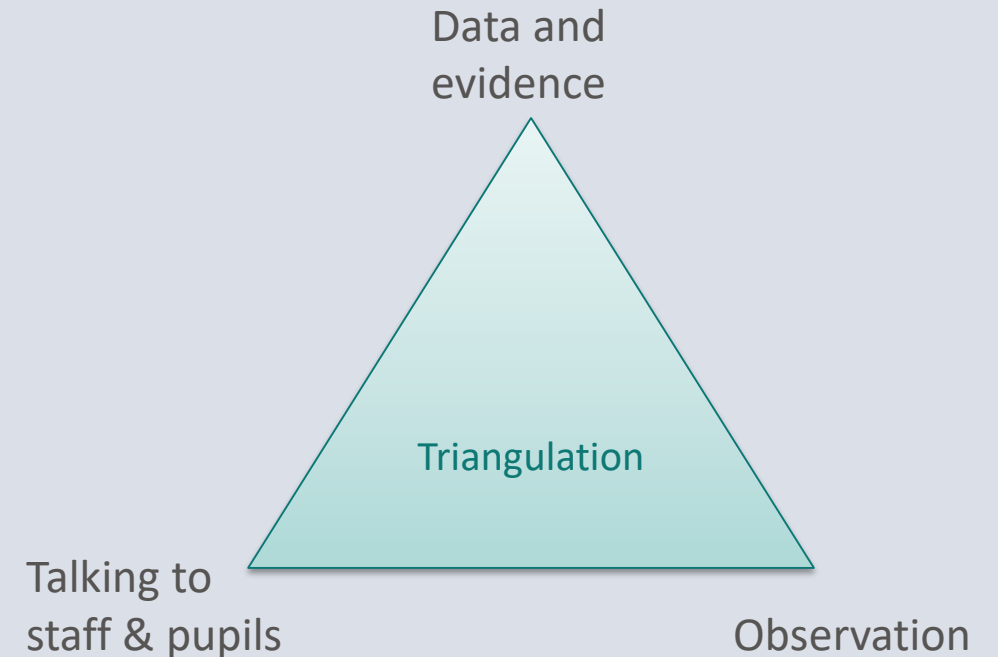 Data and
evidence
Triangulation
Talking to
staff & pupils
Observation